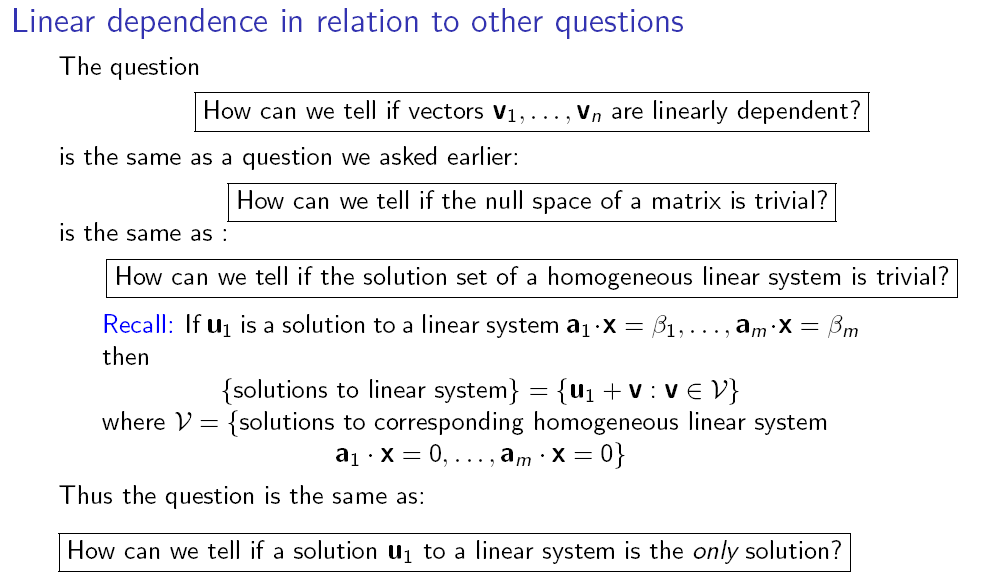 Linear dependence in relation to other questions
The question
How can we tell if vectors v₁, . . . , vₙ are linearly dependent?
is the same as a question we asked earlier:
How can we tell if the null space of a matrix is trivial?
is the same as :
How can we tell if the solution set of a homogeneous linear system is trivial?
Recall: If u₁ is a solution to a linear system a₁·x = β₁, . . . , aₘ·x = βₘ
then
{solutions to linear system} = {u₁ + v : v ∈ 𝒱}
where 𝒱 = {solutions to corresponding homogeneous linear system
a₁ · x = 0, . . . , aₘ · x = 0}
Thus the question is the same as:
How can we tell if a solution u₁ to a linear system is the only solution?